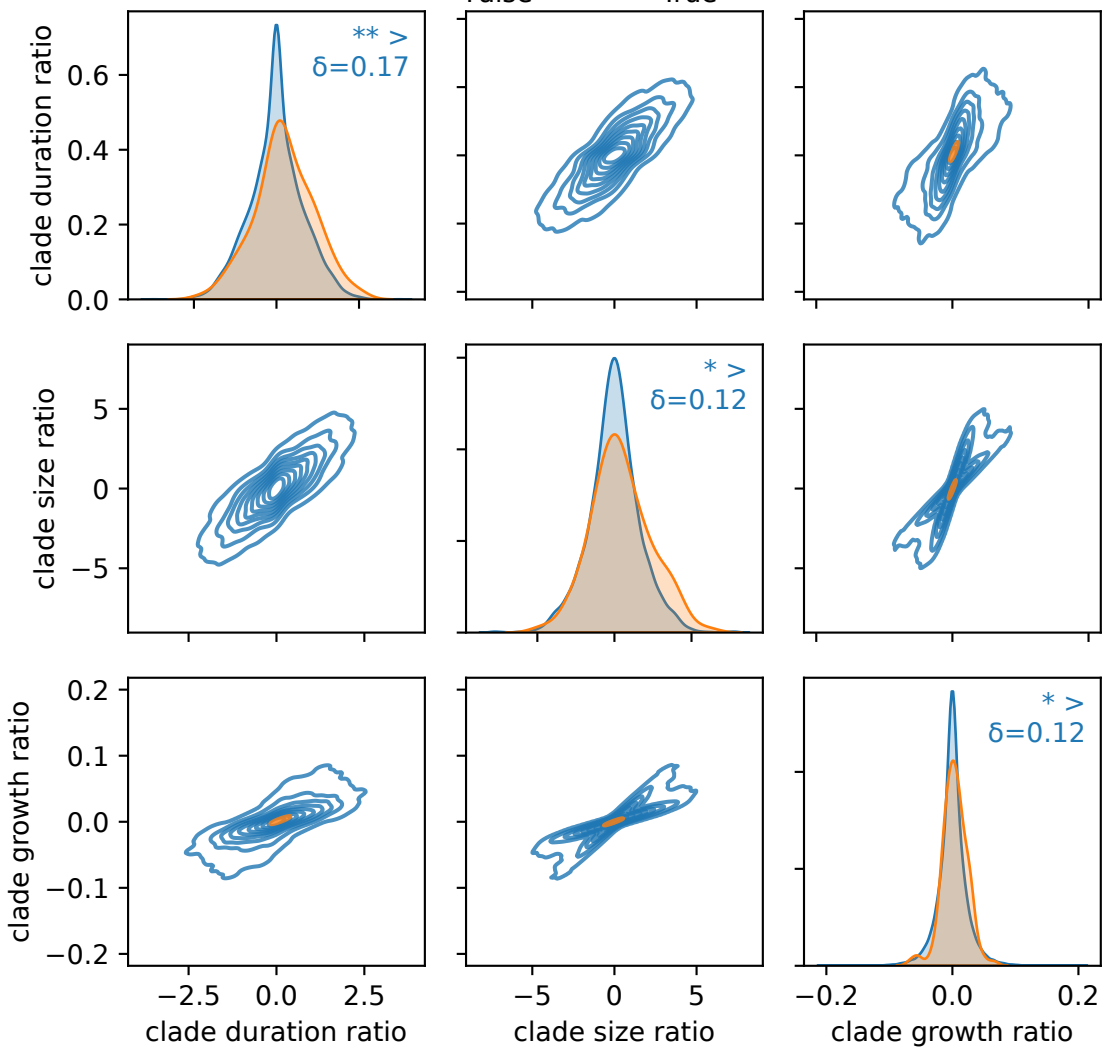 False True
clade duration ratio
0.6
0.4
0.2
0.0
** >
δ=0.17
clade size ratio
5
0
−5
* >
δ=0.12
clade growth ratio
0.2
0.1
0.0
−0.1
−0.2
* >
δ=0.12
−2.5 0.0 2.5
−5 0 5
−0.2 0.0 0.2
clade duration ratio
clade size ratio
clade growth ratio